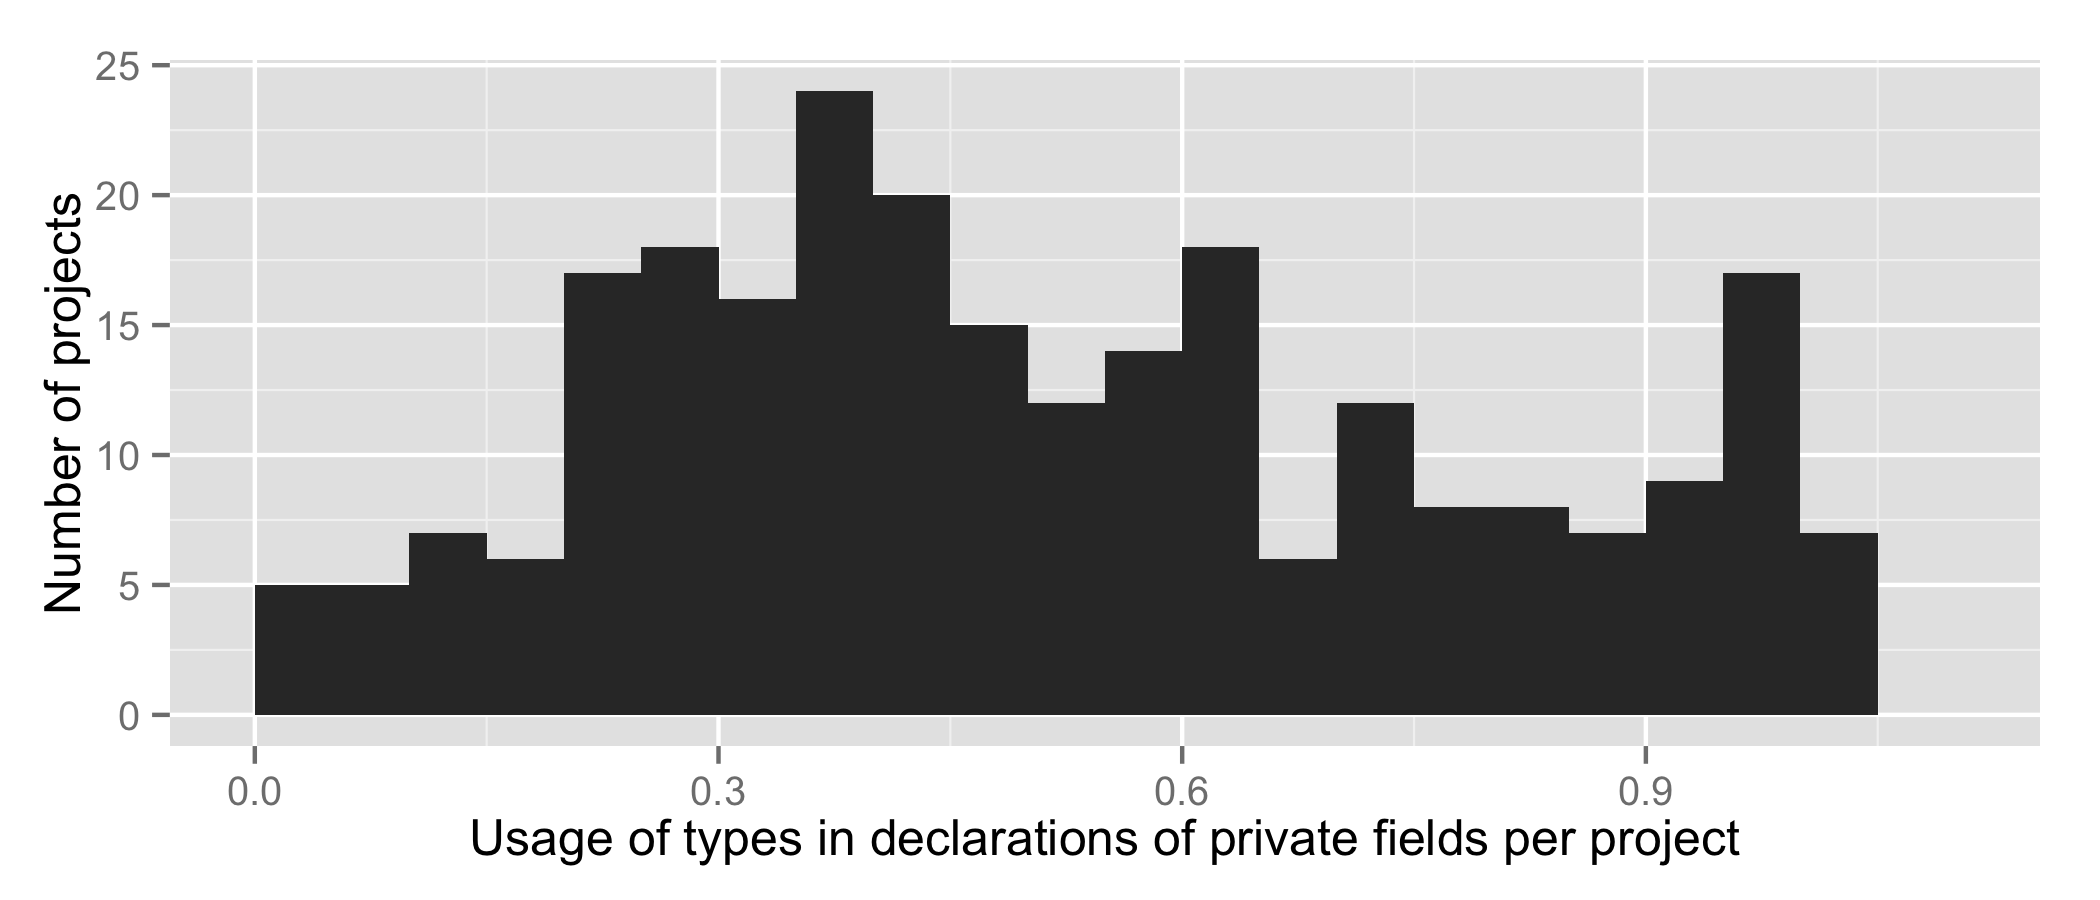 25
20
15
10
5
0
Number of projects
0.0 0.3 0.6 0.9
Usage of types in declarations of private fields per project